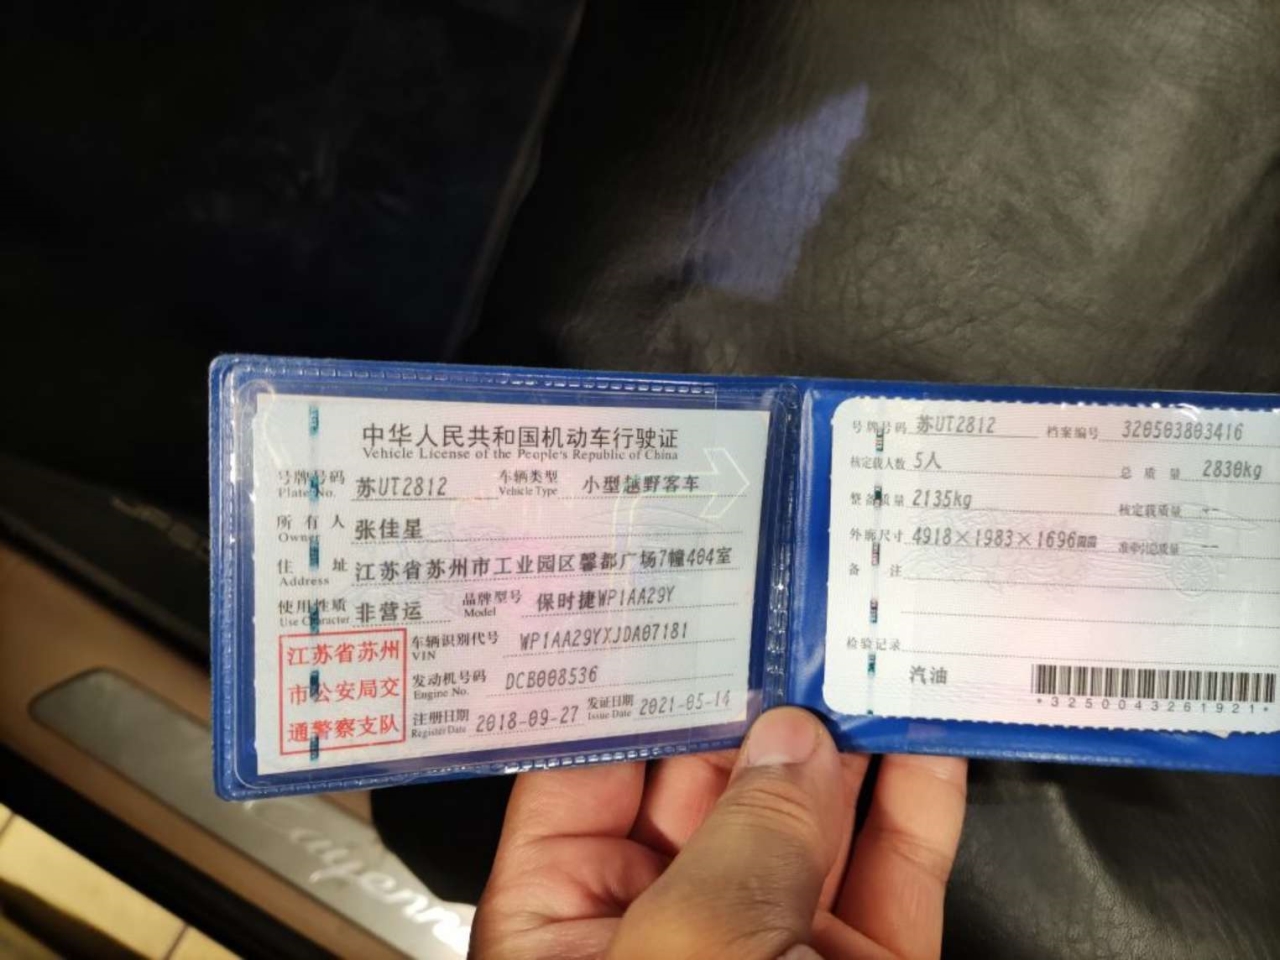 中华人民共和国机动车行驶证
Vehicle License of the People's Republic of China
号牌号码 Plate No. 苏UT2812 车辆类型 Vehicle Type 小型越野客车
所有人 Owner 张佳星
住址 Address 江苏省苏州市工业园区馨都广场7幢404室
使用性质 Use Character 非营运 品牌型号 Model 保时捷WP1AA29Y
江苏省苏州
市公安局交
通警察支队
车辆识别代号 VIN WP1AA29YXJDA07181
发动机号码 Engine No. DCB008536
注册日期 Register Date 2018-09-27 发证日期 Issue Date 2021-05-14
号牌号码 苏UT2812 档案编号 320503803416
核定载人数 5人 总质量 2830kg
整备质量 2135kg 核定载质量 --
外廓尺寸 4918×1983×1696mm 准牵引总质量 --
备注
检验记录
汽油
*3250043261921*
Cayenne